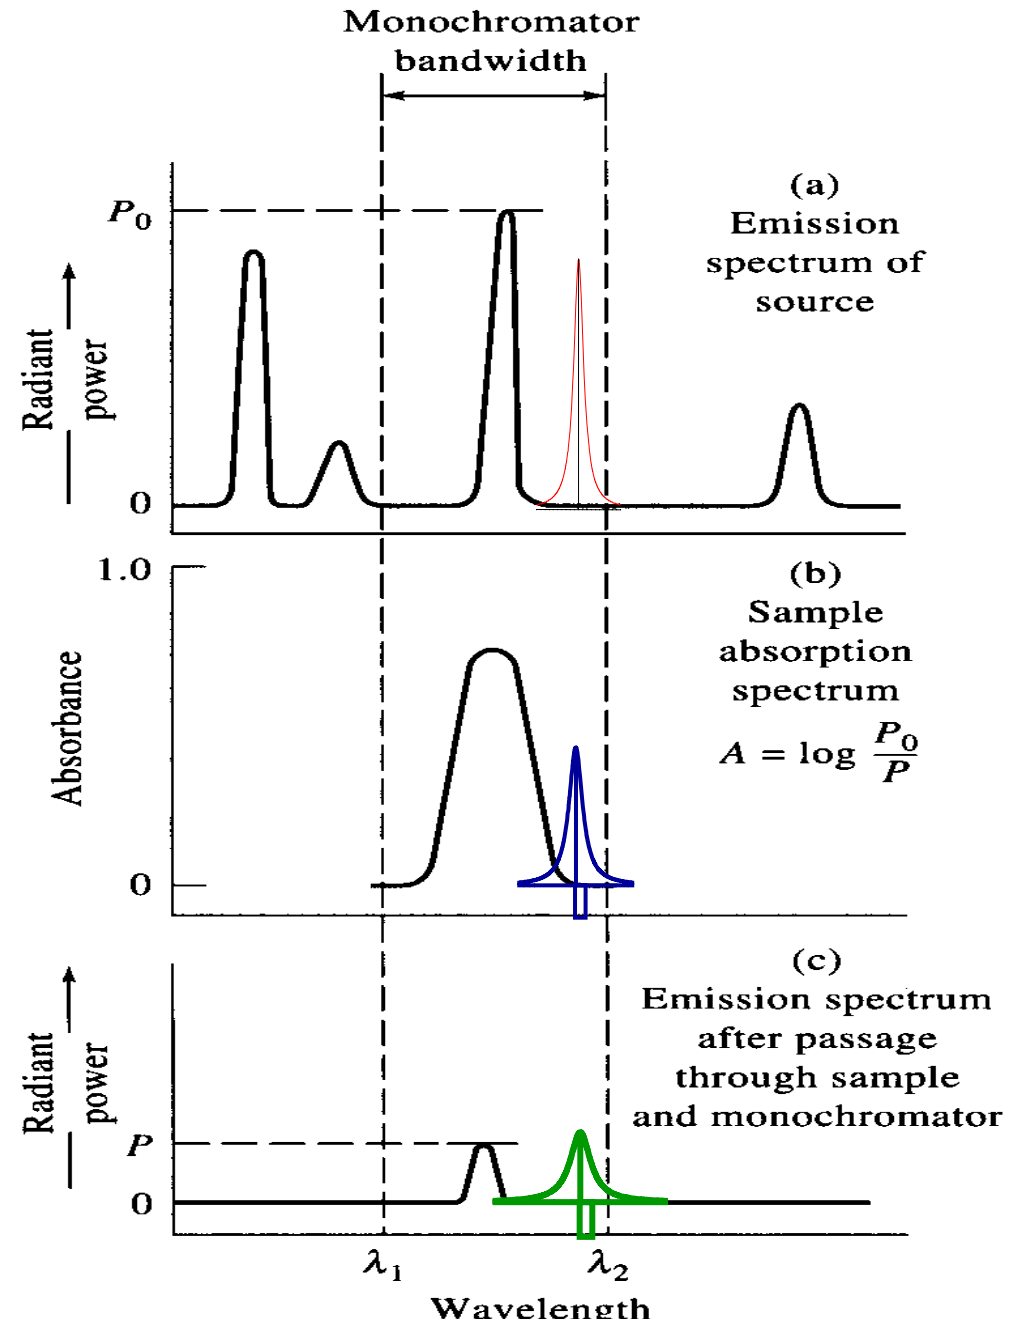 Monochromator
bandwidth
(a)
Emission
spectrum of
source
P0
Radiant
power
0
1.0
(b)
Sample
absorption
spectrum
A = log P0/P
Absorbance
0
(c)
Emission spectrum
after passage
through sample
and monochromator
Radiant
power
P
0
λ1
λ2
Wavelength